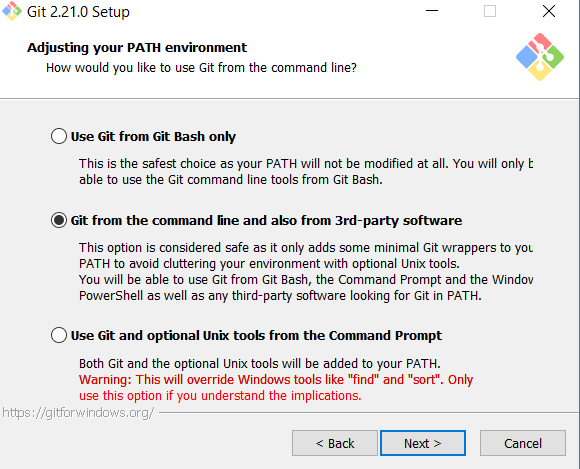 Git 2.21.0 Setup
Adjusting your PATH environment
How would you like to use Git from the command line?
Use Git from Git Bash only
This is the safest choice as your PATH will not be modified at all. You will only b
able to use the Git command line tools from Git Bash.
Git from the command line and also from 3rd-party software
This option is considered safe as it only adds some minimal Git wrappers to you
PATH to avoid cluttering your environment with optional Unix tools.
You will be able to use Git from Git Bash, the Command Prompt and the Window
PowerShell as well as any third-party software looking for Git in PATH.
Use Git and optional Unix tools from the Command Prompt
Both Git and the optional Unix tools will be added to your PATH.
Warning: This will override Windows tools like "find" and "sort". Only
use this option if you understand the implications.
https://gitforwindows.org/
< Back Next > Cancel